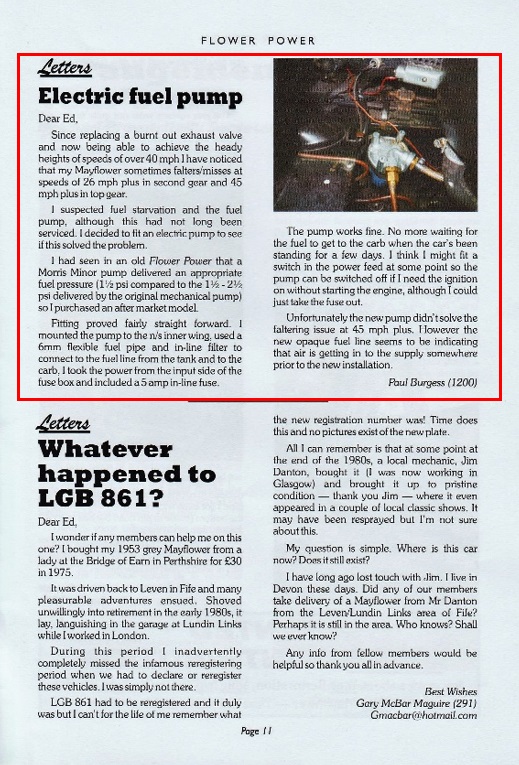 FLOWER POWER
Letters
Electric fuel pump
Dear Ed,
Since replacing a burnt out exhaust valve
and now being able to achieve the heady
heights of speeds of over 40 mph I have noticed
that my Mayflower sometimes falters/misses at
speeds of 26 mph plus in second gear and 45
mph plus in top gear.
I suspected fuel starvation and the fuel
pump, although this had not long been
serviced. I decided to fit an electric pump to see
if this solved the problem.
I had seen in an old Flower Power that a
Morris Minor pump delivered an appropriate
fuel pressure (1½ psi compared to the 1½ - 2½
psi delivered by the original mechanical pump)
so I purchased an after market model.
Fitting proved fairly straight forward. I
mounted the pump to the n/s inner wing, used a
6mm flexible fuel pipe and in-line filter to
connect to the fuel line from the tank and to the
carb, I took the power from the input side of the
fuse box and included a 5 amp in-line fuse.
The pump works fine. No more waiting for
the fuel to get to the carb when the car's been
standing for a few days. I think I might fit a
switch in the power feed at some point so the
pump can be switched off if I need the ignition
on without starting the engine, although I could
just take the fuse out.
Unfortunately the new pump didn't solve the
faltering issue at 45 mph plus. However the
new opaque fuel line seems to be indicating
that air is getting in to the supply somewhere
prior to the new installation.
Paul Burgess (1200)
Letters
Whatever
happened to
LGB 861?
Dear Ed,
I wonder if any members can help me on this
one? I bought my 1953 grey Mayflower from a
lady at the Bridge of Earn in Perthshire for £30
in 1975.
It was driven back to Leven in Fife and many
pleasurable adventures ensued. Shoved
unwillingly into retirement in the early 1980s, it
lay, languishing in the garage at Lundin Links
while I worked in London.
During this period I inadvertently
completely missed the infamous reregistering
period when we had to declare or reregister
these vehicles. I was simply not there.
LGB 861 had to be reregistered and it duly
was but I can't for the life of me remember what
the new registration number was! Time does
this and no pictures exist of the new plate.
All I can remember is that at some point at
the end of the 1980s, a local mechanic, Jim
Danton, bought it (I was now working in
Glasgow) and brought it up to pristine
condition — thank you Jim — where it even
appeared in a couple of local classic shows. It
may have been resprayed but I'm not sure
about this.
My question is simple. Where is this car
now? Does it still exist?
I have long ago lost touch with Jim. I live in
Devon these days. Did any of our members
take delivery of a Mayflower from Mr Danton
from the Leven/Lundin Links area of Fife?
Perhaps it is still in the area. Who knows? Shall
we ever know?
Any info from fellow members would be
helpful so thank you all in advance.
Best Wishes
Gary McBar Maguire (291)
Gmacbar@hotmail.com
Page 11